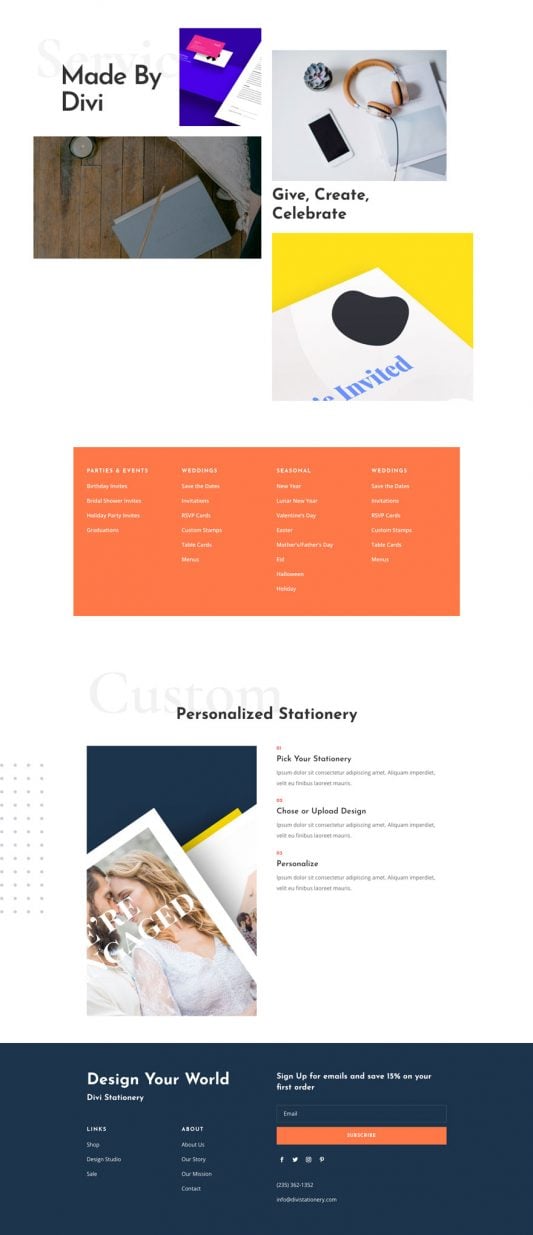 Servic
Made By
Divi
Give, Create,
Celebrate
Invited
PARTIES & EVENTS
Birthday Invites
Bridal Shower Invites
Holiday Party Invites
Graduations
WEDDINGS
Save the Dates
Invitations
RSVP Cards
Custom Stamps
Table Cards
Menus
SEASONAL
New Year
Lunar New Year
Valentine's Day
Easter
Mother's/Father's Day
Eid
Halloween
Holiday
WEDDINGS
Save the Dates
Invitations
RSVP Cards
Custom Stamps
Table Cards
Menus
Custom
Personalized Stationery
WE'RE
ENGAGED
01
Pick Your Stationery
Ipsum dolor sit consectetur adipiscing amet. Aliquam imperdiet,
velit eu finibus laoreet mauris.
Chose or Upload Design
Ipsum dolor sit consectetur adipiscing amet. Aliquam imperdiet,
velit eu finibus laoreet mauris.
03
Personalize
Ipsum dolor sit consectetur adipiscing amet. Aliquam imperdiet,
velit eu finibus laoreet mauris.
Design Your World
Divi Stationery
LINKS
Shop
Design Studio
Sale
ABOUT
About Us
Our Story
Our Mission
Contact
Sign Up for emails and save 15% on your
first order
Email
SUBSCRIBE
(235) 362-1352
info@divistationery.com